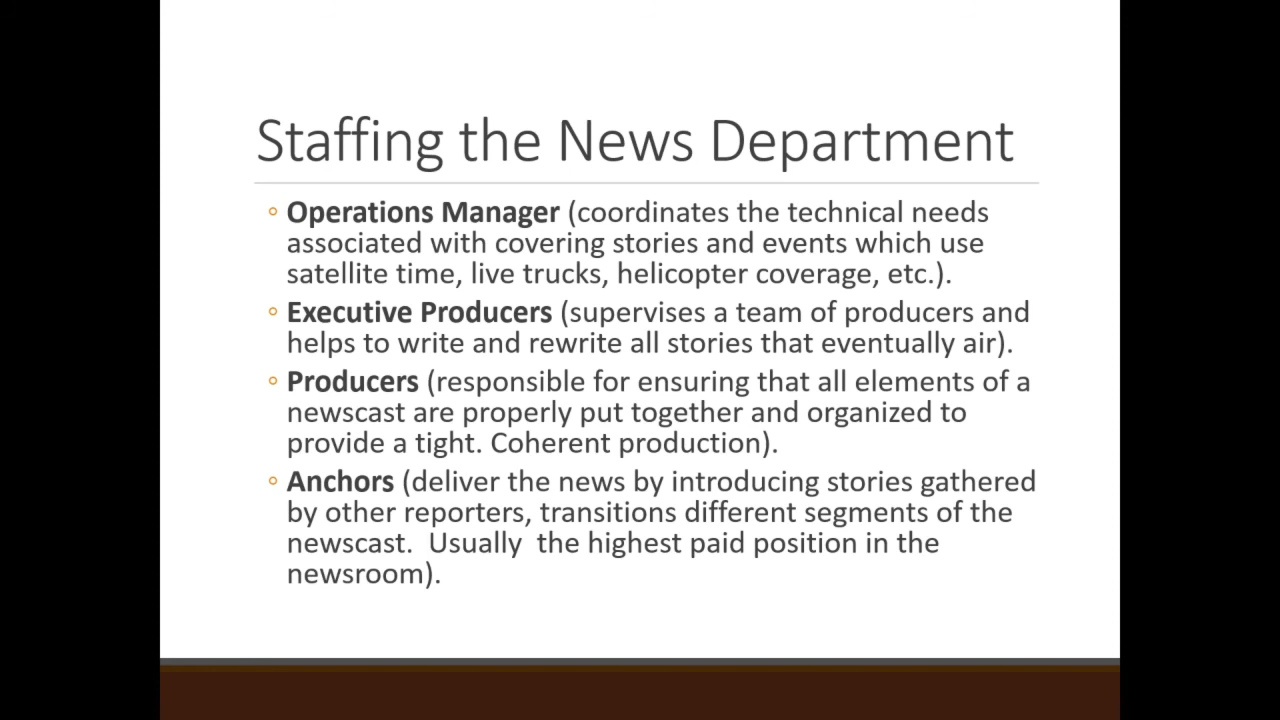 Staffing the News Department
◦ Operations Manager (coordinates the technical needs
associated with covering stories and events which use
satellite time, live trucks, helicopter coverage, etc.).
◦ Executive Producers (supervises a team of producers and
helps to write and rewrite all stories that eventually air).
◦ Producers (responsible for ensuring that all elements of a
newscast are properly put together and organized to
provide a tight. Coherent production).
◦ Anchors (deliver the news by introducing stories gathered
by other reporters, transitions different segments of the
newscast.  Usually  the highest paid position in the
newsroom).